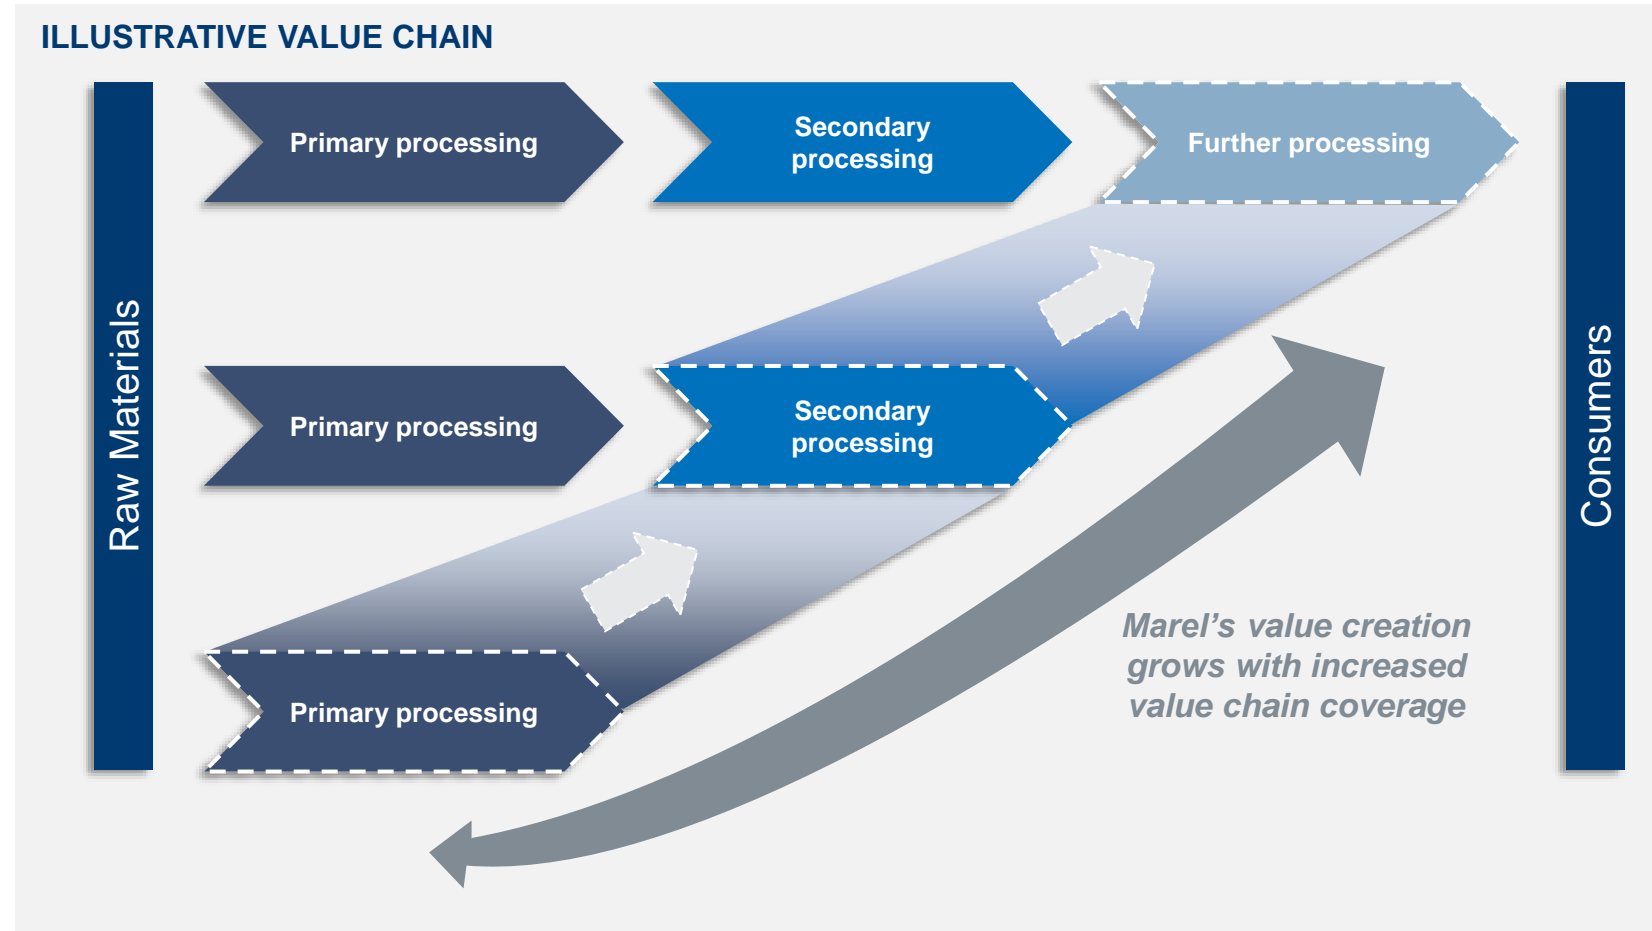 ILLUSTRATIVE VALUE CHAIN
Raw Materials
Primary processing
Secondary
processing
Further processing
Primary processing
Secondary
processing
Primary processing
Marel’s value creation
grows with increased
value chain coverage
Consumers